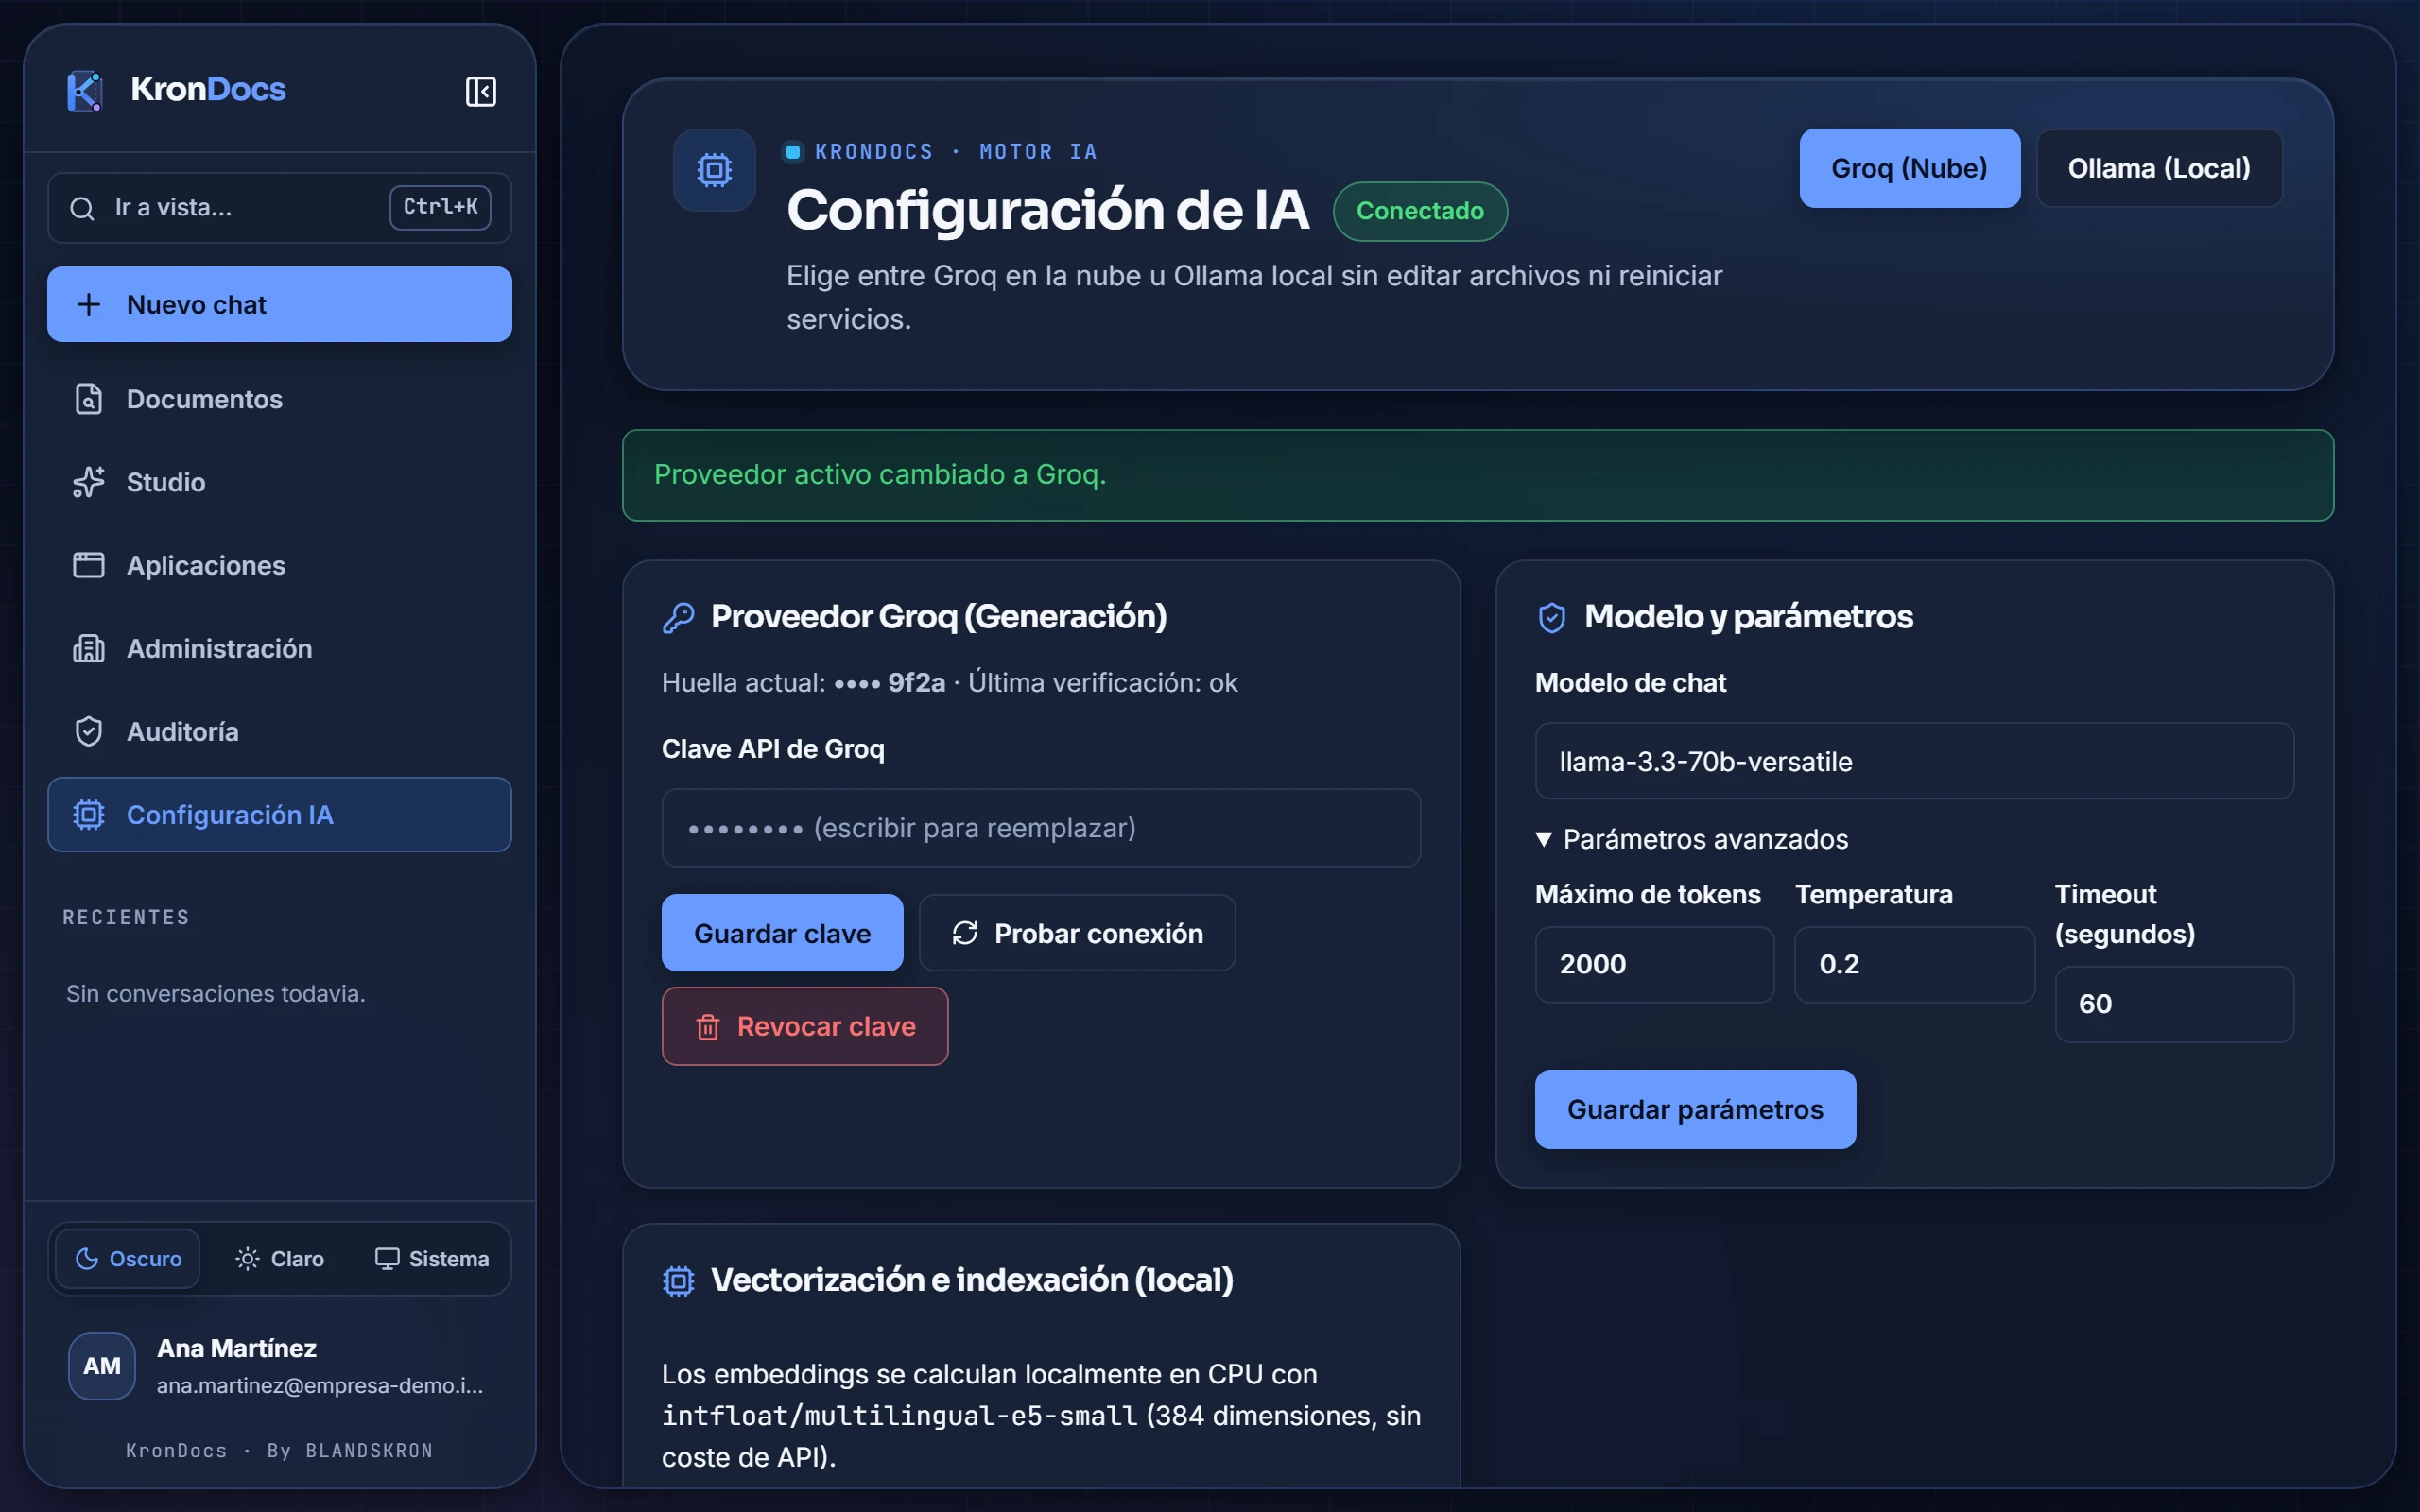 KronDocs
Ir a vista... Ctrl+K
Nuevo chat
Documentos
Studio
Aplicaciones
Administración
Auditoría
Configuración IA
RECIENTES
Sin conversaciones todavia.
Oscuro Claro Sistema
AM
Ana Martínez
ana.martinez@empresa-demo.i...
KronDocs · By BLANDSKRON
KRONDOCS · MOTOR IA
Configuración de IA Conectado
Elige entre Groq en la nube u Ollama local sin editar archivos ni reiniciar
servicios.
Groq (Nube) Ollama (Local)
Proveedor activo cambiado a Groq.
Proveedor Groq (Generación)
Huella actual: •••• 9f2a · Última verificación: ok
Clave API de Groq
•••••••• (escribir para reemplazar)
Guardar clave Probar conexión
Revocar clave
Modelo y parámetros
Modelo de chat
llama-3.3-70b-versatile
▼ Parámetros avanzados
Máximo de tokens
2000
Temperatura
0.2
Timeout
(segundos)
60
Guardar parámetros
Vectorización e indexación (local)
Los embeddings se calculan localmente en CPU con
intfloat/multilingual-e5-small (384 dimensiones, sin
coste de API).